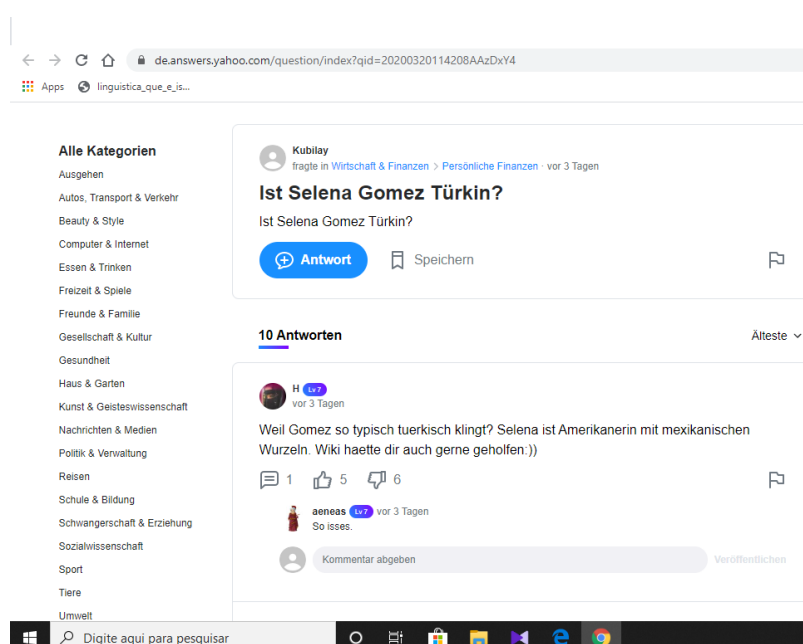 de.answers.yahoo.com/question/index?qid=20200320114208AAzDxY4
Apps
linguistica_que_e_is...
Alle Kategorien
Ausgehen
Autos, Transport & Verkehr
Beauty & Style
Computer & Internet
Essen & Trinken
Freizeit & Spiele
Freunde & Familie
Gesellschaft & Kultur
Gesundheit
Haus & Garten
Kunst & Geisteswissenschaft
Nachrichten & Medien
Politik & Verwaltung
Reisen
Schule & Bildung
Schwangerschaft & Erziehung
Sozialwissenschaft
Sport
Tiere
Umwelt
Kubilay
fragte in Wirtschaft & Finanzen > Persönliche Finanzen · vor 3 Tagen
Ist Selena Gomez Türkin?
Ist Selena Gomez Türkin?
Antwort
Speichern
10 Antworten
Älteste
H Lv 7
vor 3 Tagen
Weil Gomez so typisch tuerkisch klingt? Selena ist Amerikanerin mit mexikanischen
Wurzeln. Wiki haette dir auch gerne geholfen:))
1 5 6
aeneas Lv 7 vor 3 Tagen
So isses.
Kommentar abgeben
Veröffentlichen
Digite aqui para pesquisar